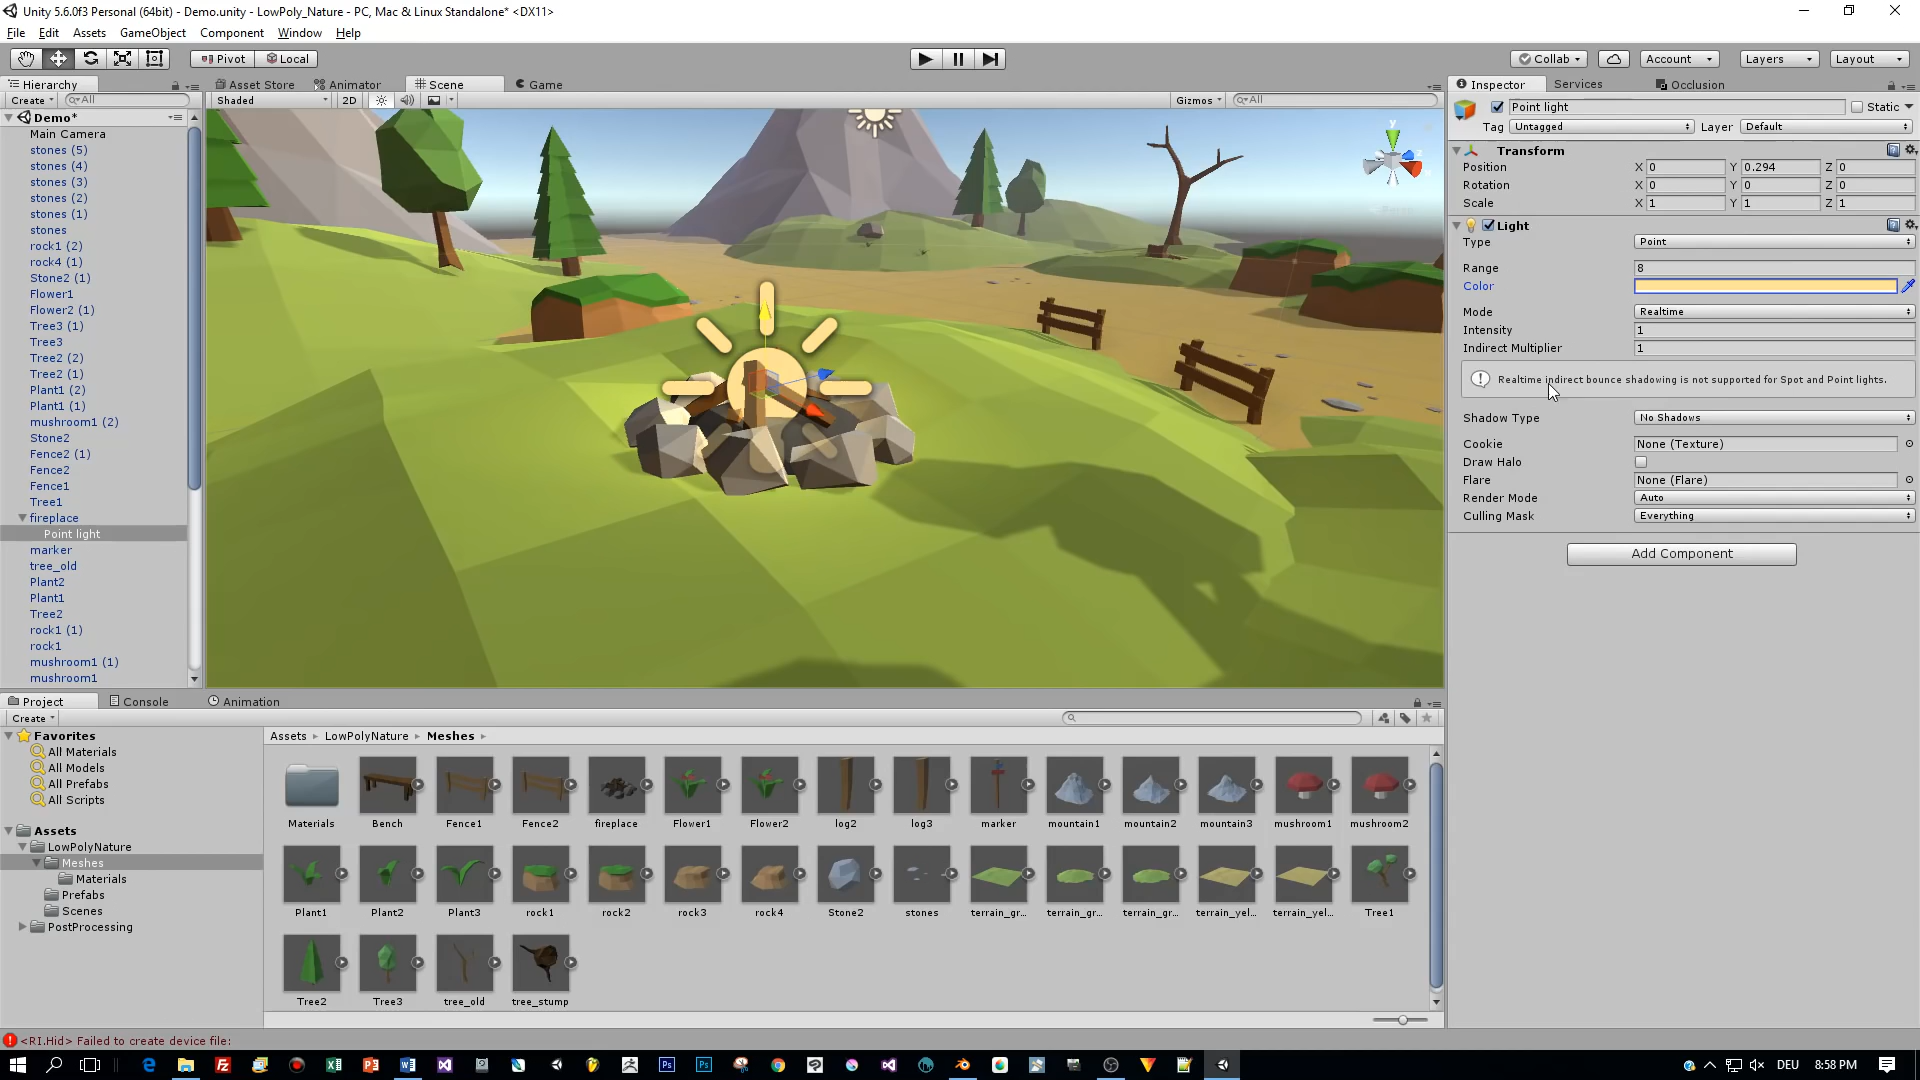 Unity 5.6.0f3 Personal (64bit) - Demo.unity - LowPoly_Nature - PC, Mac & Linux Standalone* <DX11>
File Edit Assets GameObject Component Window Help
Pivot Local Collab Account Layers Layout
Hierarchy Asset Store Animator Scene Game Inspector Services Occlusion
Create All Shaded 2D Gizmos All
Demo*
Main Camera
stones (5)
stones (4)
stones (3)
stones (2)
stones (1)
stones
rock1 (2)
rock4 (1)
Stone2 (1)
Flower1
Flower2 (1)
Tree3 (1)
Tree3
Tree2 (2)
Tree2 (1)
Plant1 (2)
Plant1 (1)
mushroom1 (2)
Stone2
Fence2 (1)
Fence2
Fence1
Tree1
fireplace
Point light
marker
tree_old
Plant2
Plant1
Tree2
rock1 (1)
rock1
mushroom1 (1)
mushroom1
y
Point light Static
Tag Untagged Layer Default
Transform
Position X 0 Y 0.294 Z 0
Rotation X 0 Y 0 Z 0
Scale X 1 Y 1 Z 1
Light
Type Point
Range 8
Color
Mode Realtime
Intensity 1
Indirect Multiplier 1
Realtime indirect bounce shadowing is not supported for Spot and Point lights.
Shadow Type No Shadows
Cookie None (Texture)
Draw Halo
Flare None (Flare)
Render Mode Auto
Culling Mask Everything
Add Component
Project Console Animation
Create
Favorites
All Materials
All Models
All Prefabs
All Scripts
Assets
LowPolyNature
Meshes
Materials
Prefabs
Scenes
PostProcessing
Assets LowPolyNature Meshes
Materials Bench Fence1 Fence2 fireplace Flower1 Flower2 log2 log3 marker mountain1 mountain2 mountain3 mushroom1 mushroom2
Plant1 Plant2 Plant3 rock1 rock2 rock3 rock4 Stone2 stones terrain_gr... terrain_gr... terrain_gr... terrain_yel... terrain_yel... Tree1
Tree2 Tree3 tree_old tree_stump
<RI.Hid> Failed to create device file:
DEU 8:58 PM